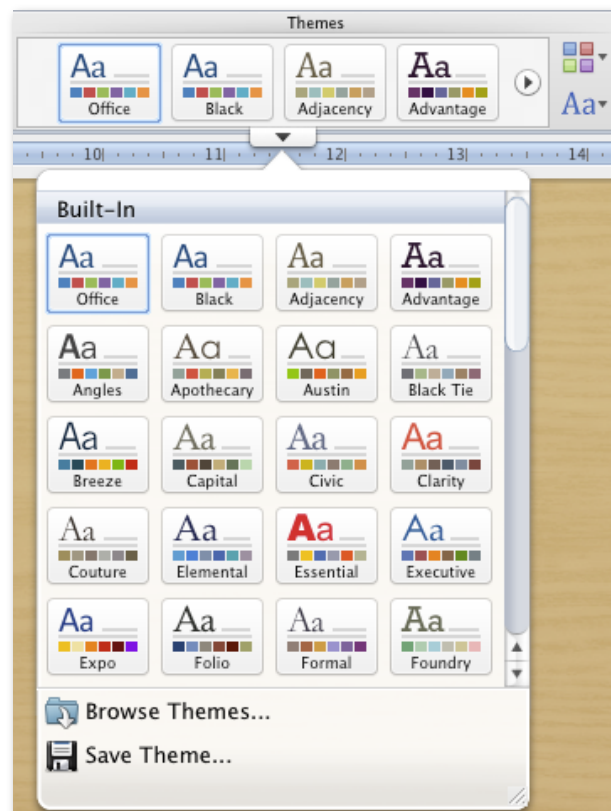 Themes
Aa Aa Aa Aa
Office Black Adjacency Advantage
Aa
10 11 12 13 14
Built-In
Aa Aa Aa Aa
Office Black Adjacency Advantage
Aa Aa Aa Aa
Angles Apothecary Austin Black Tie
Aa Aa Aa Aa
Breeze Capital Civic Clarity
Aa Aa Aa Aa
Couture Elemental Essential Executive
Aa Aa Aa Aa
Expo Folio Formal Foundry
Browse Themes...
Save Theme...